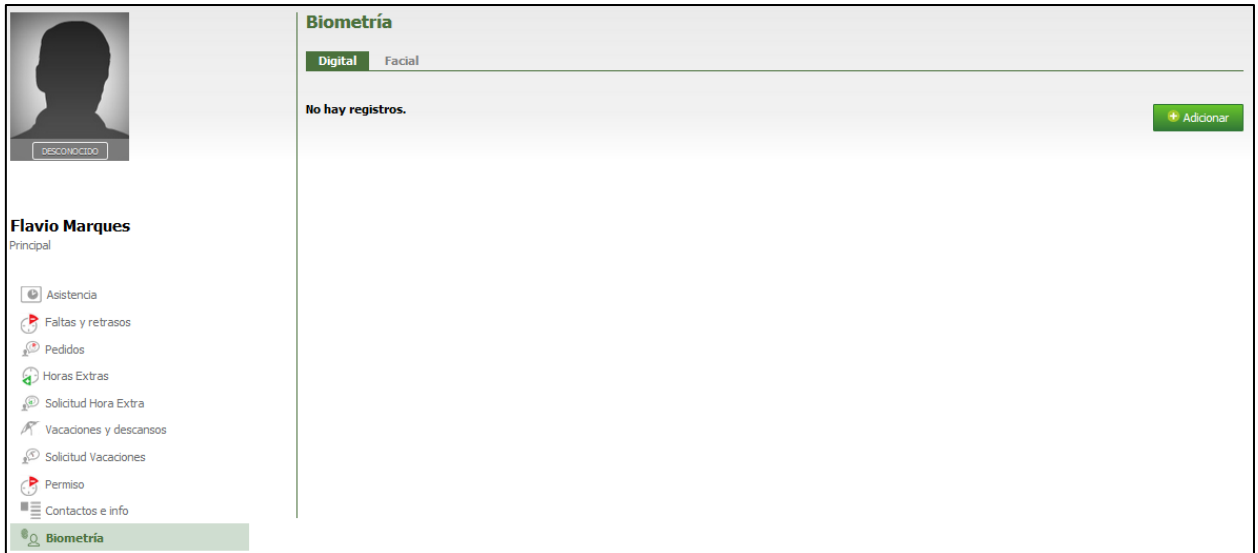 DESCONOCIDO
Flavio Marques
Principal
Asistencia
Faltas y retrasos
Pedidos
Horas Extras
Solicitud Hora Extra
Vacaciones y descansos
Solicitud Vacaciones
Permiso
Contactos e info
Biometría
Biometría
Digital Facial
No hay registros.
Adicionar